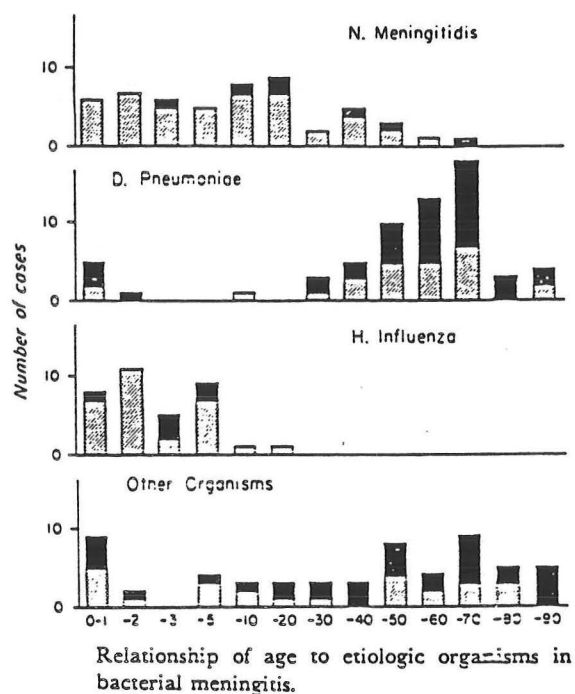 N. Meningitidis
10
0
D. Pneumoniae
10
0
Number of cases
H. Influenza
10
0
Other Organisms
10
0
0-1 -2 -3 -5 -10 -20 -30 -40 -50 -60 -70 -80 -90
Relationship of age to etiologic organisms in
bacterial meningitis.